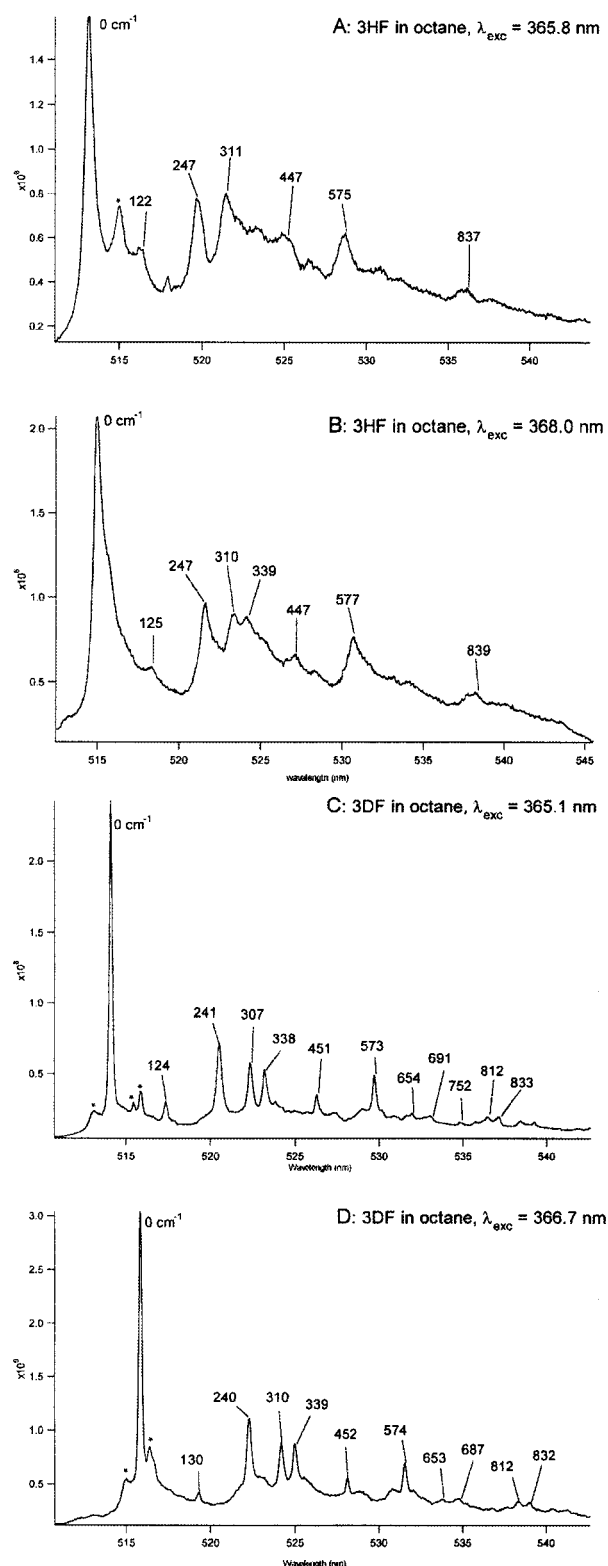 A: 3HF in octane, λexc = 365.8 nm
0 cm-1
*
122
247
311
447
575
837
x10⁶
1.4
1.2
1.0
0.8
0.6
0.4
0.2
515 520 525 530 535 540
B: 3HF in octane, λexc = 368.0 nm
0 cm-1
125
247
310
339
447
577
839
x10⁶
2.0
1.5
1.0
0.5
515 520 525 530 535 540 545
wavelength (nm)
C: 3DF in octane, λexc = 365.1 nm
0 cm-1
* * *
124
241
307
338
451
573
654
691
752
812
833
x10⁶
2.0
1.5
1.0
0.5
515 520 525 530 535 540
Wavelength (nm)
D: 3DF in octane, λexc = 366.7 nm
0 cm-1
* *
130
240
310
339
452
574
653
687
812
832
x10⁶
3.0
2.5
2.0
1.5
1.0
0.5
515 520 525 530 535 540
Wavelength (nm)